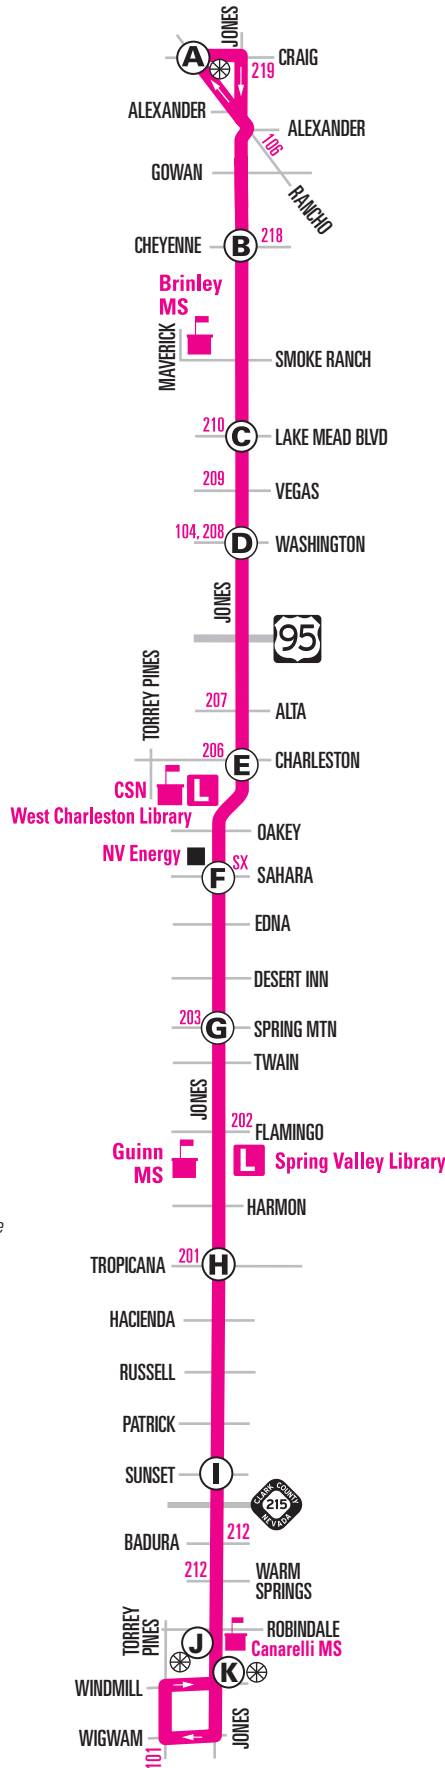 JONES
A
CRAIG
219
ALEXANDER
ALEXANDER
106
GOWAN
RANCHO
CHEYENNE
B
218
Brinley
MS
MAVERICK
SMOKE RANCH
210
C
LAKE MEAD BLVD
209
VEGAS
104, 208
D
WASHINGTON
JONES
95
TORREY PINES
207
ALTA
206
E
CHARLESTON
CSN
L
West Charleston Library
OAKEY
NV Energy
SX
F
SAHARA
EDNA
DESERT INN
203
G
SPRING MTN
TWAIN
JONES
202
FLAMINGO
Guinn
MS
L
Spring Valley Library
HARMON
e
201
TROPICANA
H
HACIENDA
RUSSELL
PATRICK
SUNSET
I
CLARK COUNTY
215
NEVADA
BADURA
212
212
WARM
SPRINGS
TORREY
PINES
J
ROBINDALE
Canarelli MS
K
WINDMILL
WIGWAM
JONES
101